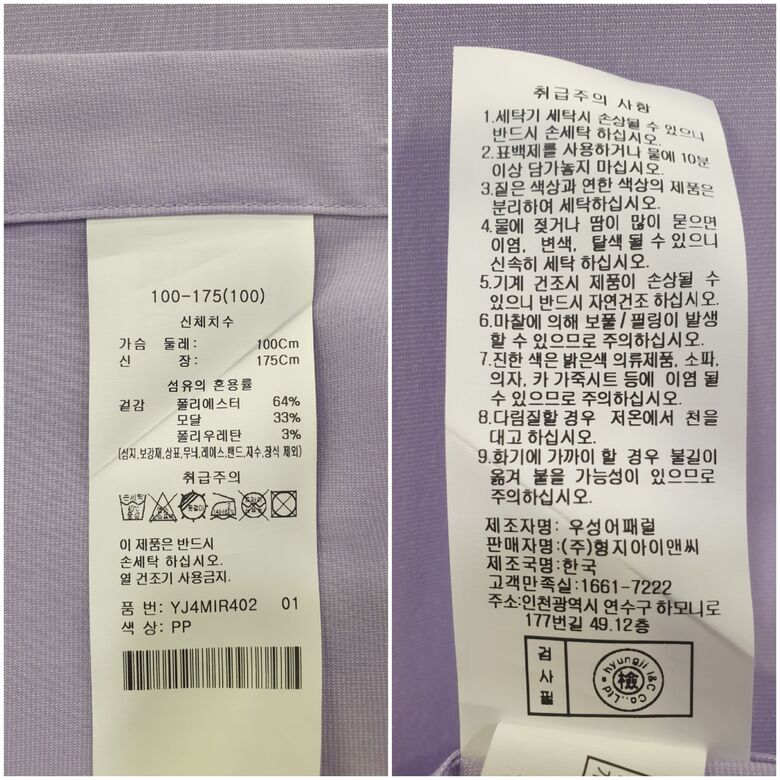 100-175(100)
신체치수
가슴 둘레: 100Cm
신 장: 175Cm
섬유의 혼용률
겉감 폴리에스터 64%
모달 33%
폴리우레탄 3%
(심지,보강재,상표,무늬,레이스,밴드,자수,장식 제외)
취급주의
손세탁
이 제품은 반드시
손세탁 하십시오.
열 건조기 사용금지.
품 번: YJ4MIR402 01
색 상: PP
취급주의 사항
1.세탁기 세탁시 손상될 수 있으니
반드시 손세탁 하십시오.
2.표백제를 사용하거나 물에 10분
이상 담가놓지 마십시오.
3.짙은 색상과 연한 색상의 제품은
분리하여 세탁하십시오.
4.물에 젖거나 땀이 많이 묻으면
이염, 변색, 탈색 될 수 있으니
신속히 세탁 하십시오.
5.기계 건조시 제품이 손상될 수
있으니 반드시 자연건조 하십시오.
6.마찰에 의해 보풀/필링이 발생
할 수 있으므로 주의하십시오.
7.진한 색은 밝은색 의류제품, 소파,
의자, 카 가죽시트 등에 이염 될
수 있으므로 주의하십시오.
8.다림질할 경우 저온에서 천을
대고 하십시오.
9.화기에 가까이 할 경우 불길이
옮겨 붙을 가능성이 있으므로
주의하십시오.
제조자명: 우성어패럴
판매자명:(주)형지아이앤씨
제조국명:한국
고객만족실:1661-7222
주소:인천광역시 연수구 하모니로
177번길 49.12층
검사필
hyungji I&C Co.,Ltd
檢